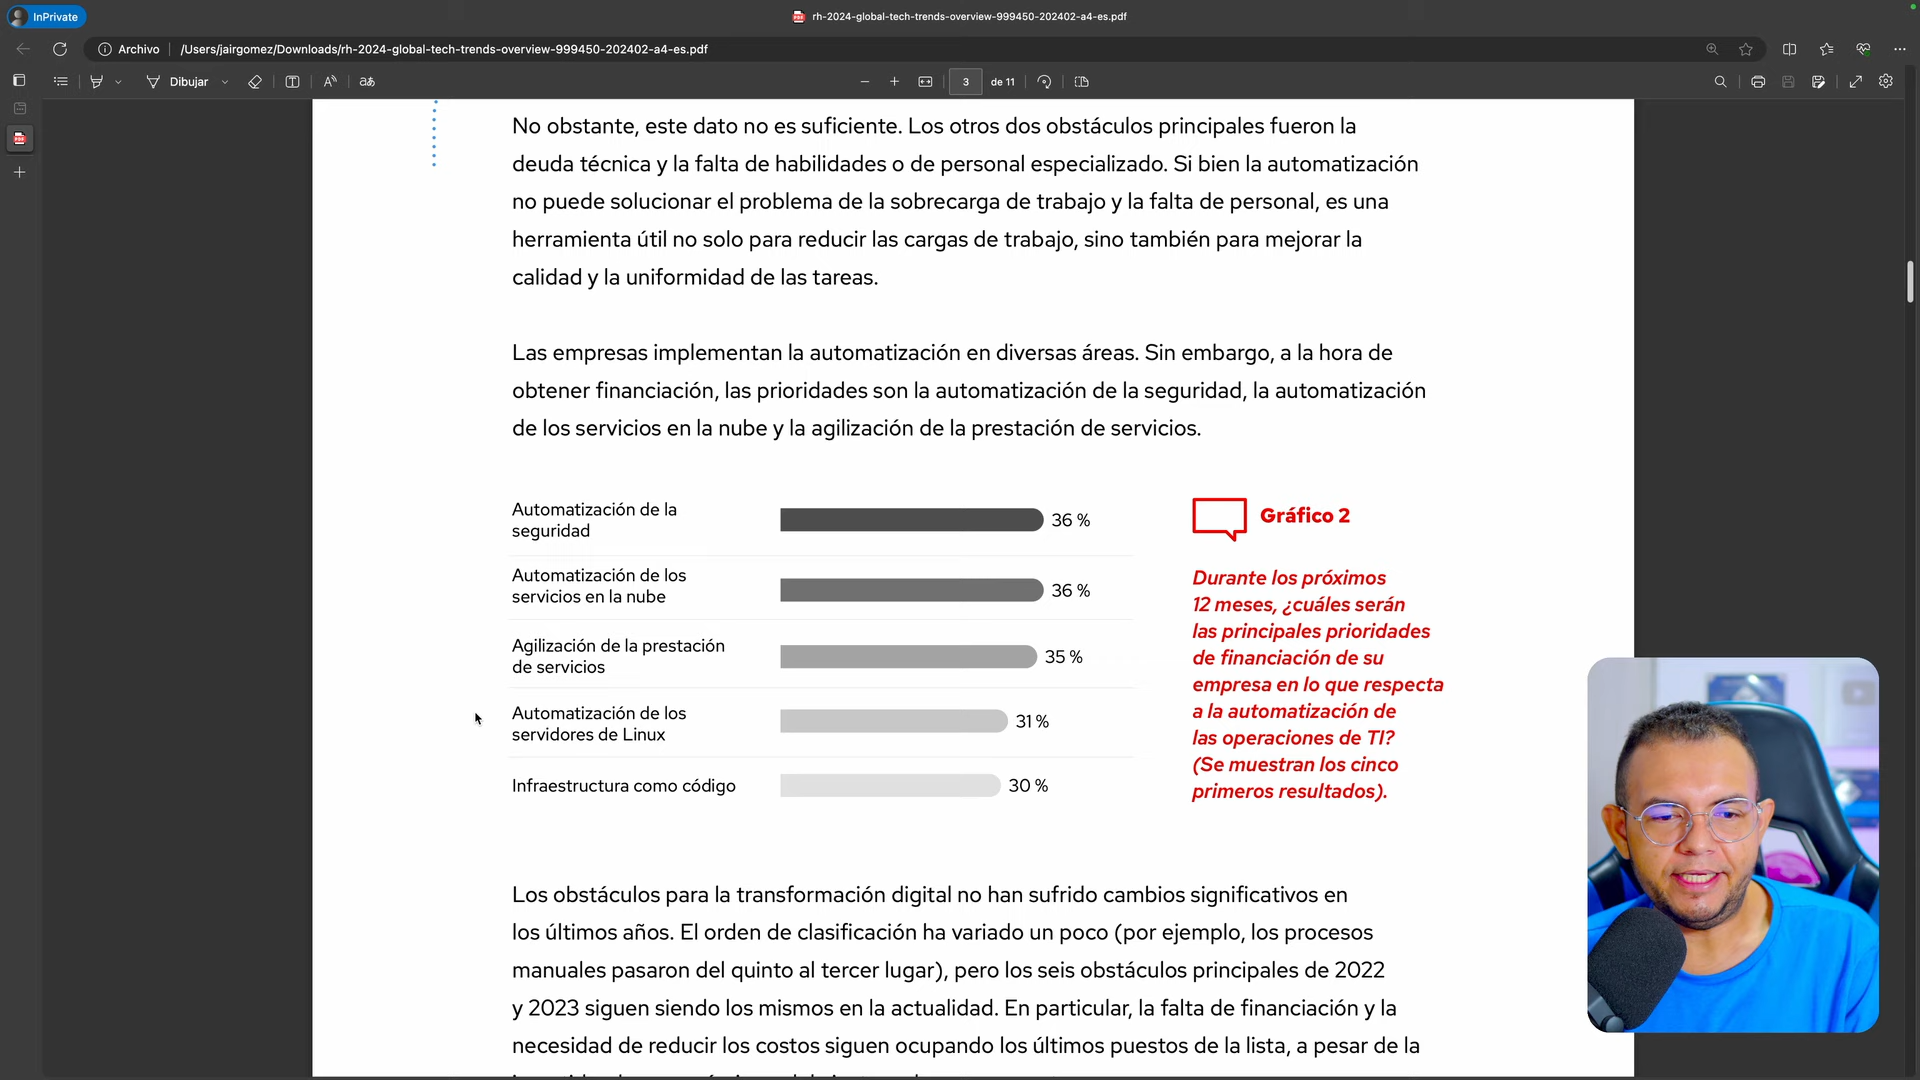 InPrivate
rh-2024-global-tech-trends-overview-999450-202402-a4-es.pdf
Archivo
/Users/jairgomez/Downloads/rh-2024-global-tech-trends-overview-999450-202402-a4-es.pdf
Dibujar
3
de 11
No obstante, este dato no es suficiente. Los otros dos obstáculos principales fueron la
deuda técnica y la falta de habilidades o de personal especializado. Si bien la automatización
no puede solucionar el problema de la sobrecarga de trabajo y la falta de personal, es una
herramienta útil no solo para reducir las cargas de trabajo, sino también para mejorar la
calidad y la uniformidad de las tareas.
Las empresas implementan la automatización en diversas áreas. Sin embargo, a la hora de
obtener financiación, las prioridades son la automatización de la seguridad, la automatización
de los servicios en la nube y la agilización de la prestación de servicios.
Automatización de la
seguridad
36 %
Automatización de los
servicios en la nube
36 %
Agilización de la prestación
de servicios
35 %
Automatización de los
servidores de Linux
31 %
Infraestructura como código
30 %
Gráfico 2
Durante los próximos
12 meses, ¿cuáles serán
las principales prioridades
de financiación de su
empresa en lo que respecta
a la automatización de
las operaciones de TI?
(Se muestran los cinco
primeros resultados).
Los obstáculos para la transformación digital no han sufrido cambios significativos en
los últimos años. El orden de clasificación ha variado un poco (por ejemplo, los procesos
manuales pasaron del quinto al tercer lugar), pero los seis obstáculos principales de 2022
y 2023 siguen siendo los mismos en la actualidad. En particular, la falta de financiación y la
necesidad de reducir los costos siguen ocupando los últimos puestos de la lista, a pesar de la